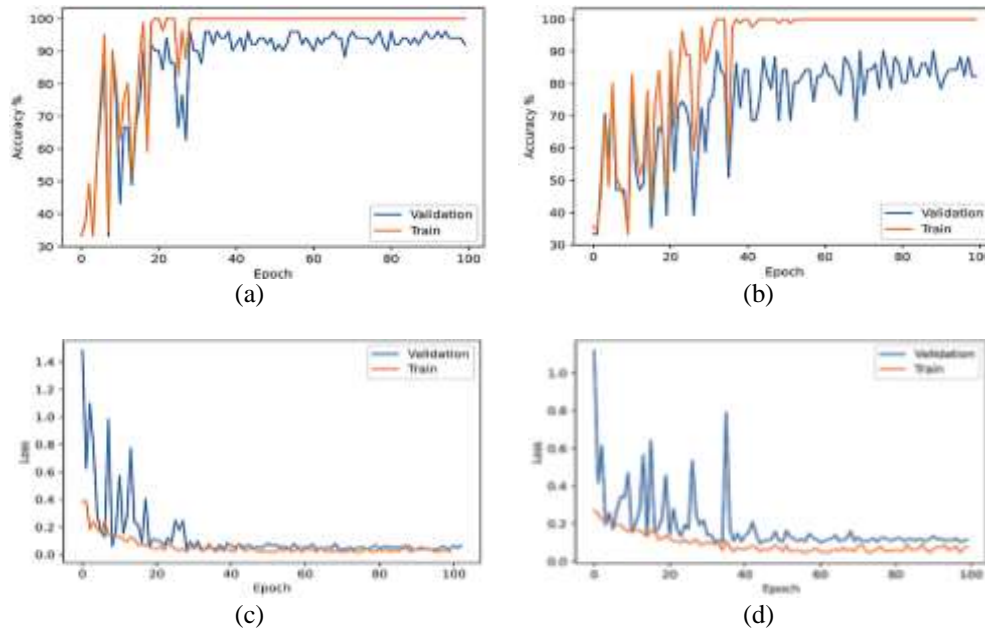 100
90
80
70
60
50
40
30
Accuracy %
0 20 40 60 80 100
Epoch
Validation
Train
(a)
100
90
80
70
60
50
40
30
Accuracy %
0 20 40 60 80 100
Epoch
Validation
Train
(b)
1.4
1.2
1.0
0.8
0.6
0.4
0.2
0.0
Loss
0 20 40 60 80 100
Epoch
Validation
Train
(c)
1.0
0.8
0.6
0.4
0.2
0.0
Loss
0 20 40 60 80 100
Epoch
Validation
Train
(d)